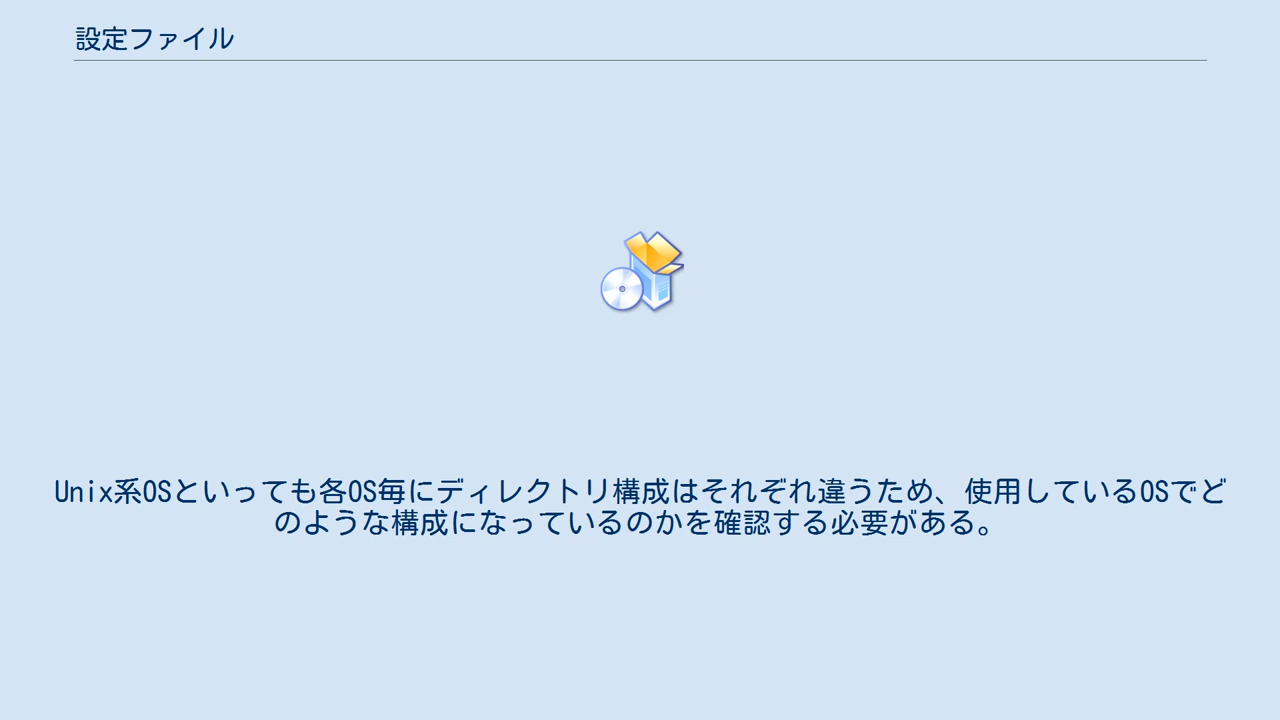 設定ファイル
Unix系OSといっても各OS毎にディレクトリ構成はそれぞれ違うため、使用しているOSでど
のような構成になっているのかを確認する必要がある。